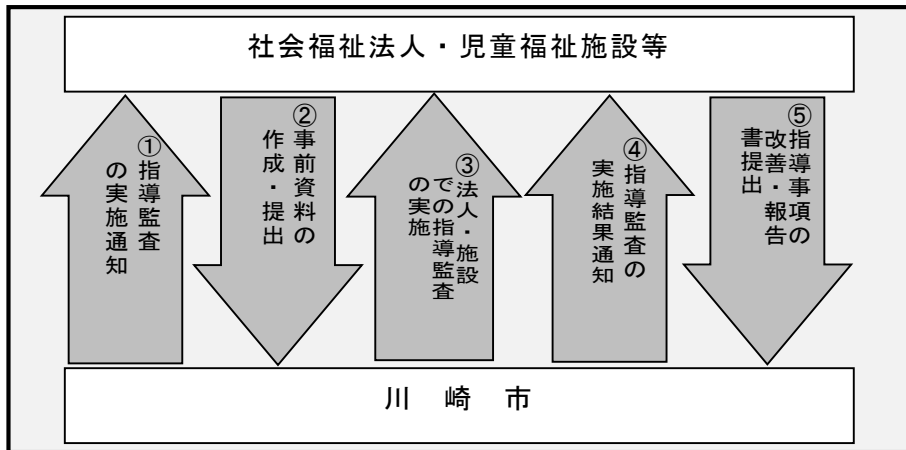 社会福祉法人・児童福祉施設等
①指導監査
の実施通知
②事前資料の
作成・提出
③法人・施設
での指導監査
の実施
④指導監査の
実施結果通知
⑤指導事項の
改善・報告
書提出
川崎市